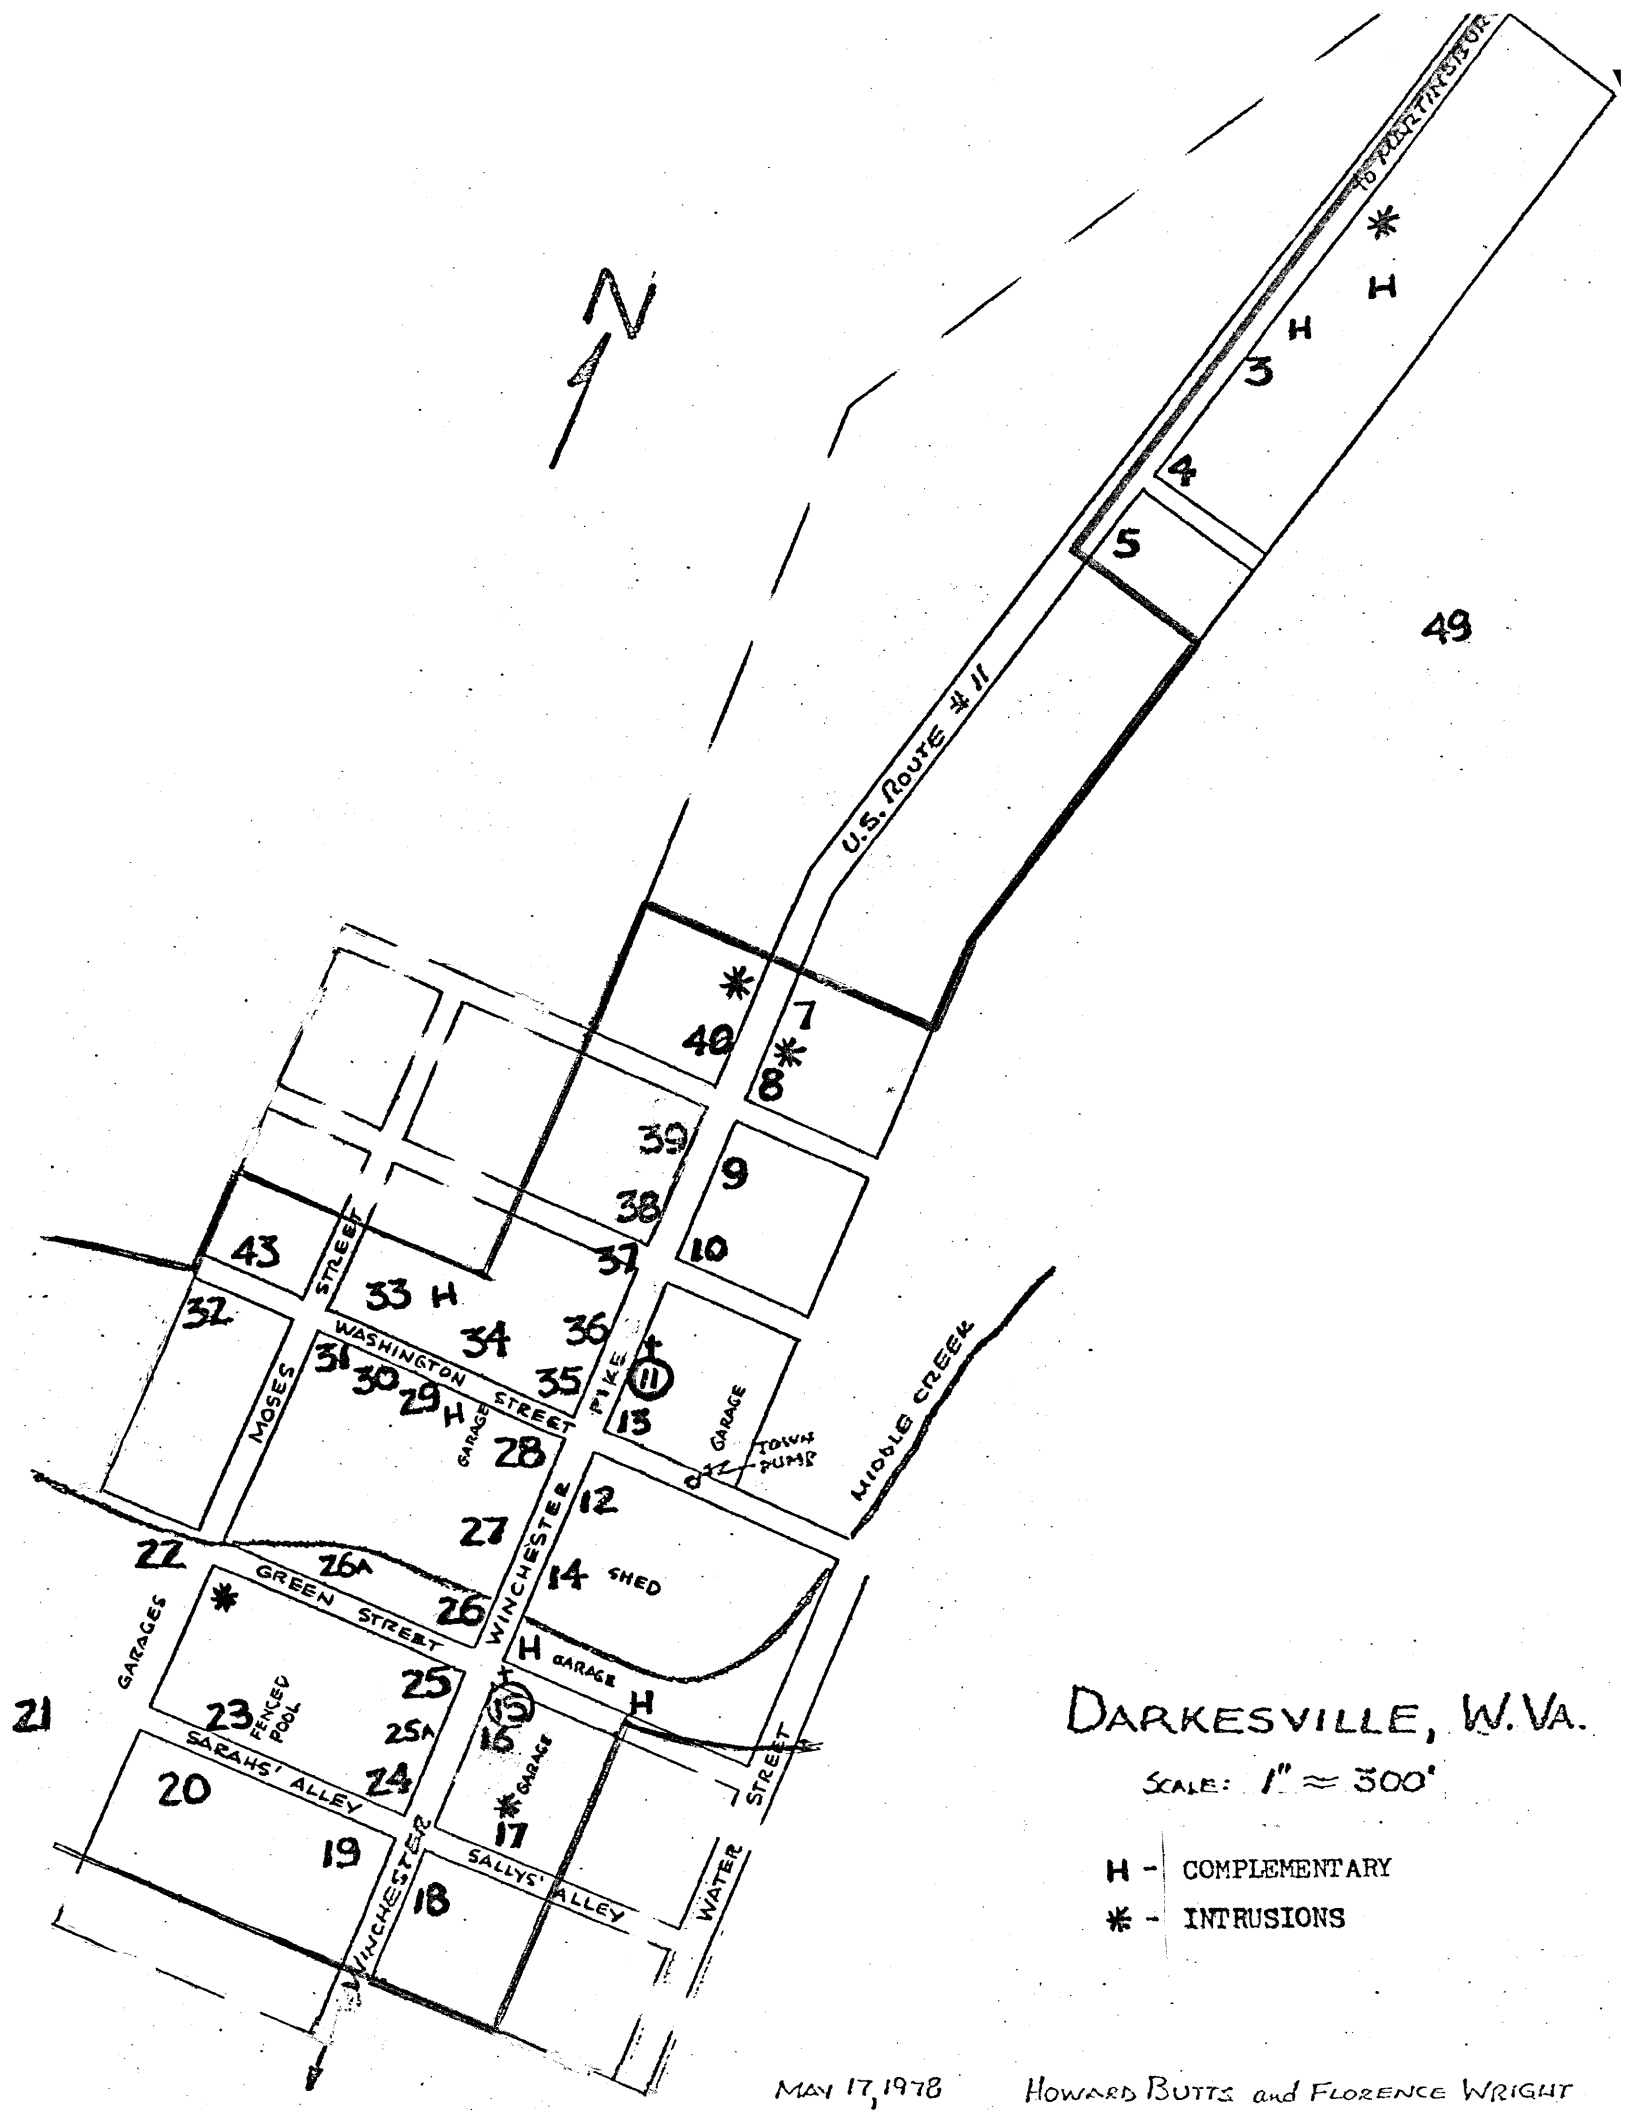 TO MARTINSBUR
N
H
H
3
4
5
49
U.S. ROUTE # 11
7
40
8
39
9
38
10
37
43
STREET
33 H
32
34
36
WASHINGTON STREET
31
30
29
H
GARAGE
35
PIKE
11
13
GARAGE
TOWN
PUMP
MIDDLE CREEK
MOSES
28
12
27
WINCHESTER
22
26A
14 SHED
GREEN STREET
26
H GARAGE
GARAGES
25
H
21
23
FENCED
POOL
25A
15
16
GARAGE
SARAHS' ALLEY
24
STREET
20
17
19
WINCHESTER
SALLYS' ALLEY
18
WATER
DARKESVILLE, W.VA.
SCALE: 1" ≈ 300'
H - COMPLEMENTARY
* - INTRUSIONS
MAY 17, 1978 HOWARD BUTTS and FLORENCE WRIGHT